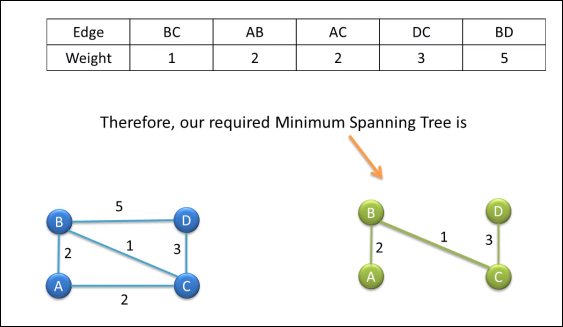 Edge BC AB AC DC BD
Weight 1 2 2 3 5
Therefore, our required Minimum Spanning Tree is
B 5 D
2 1 3
A 2 C
B D
2 1 3
A C